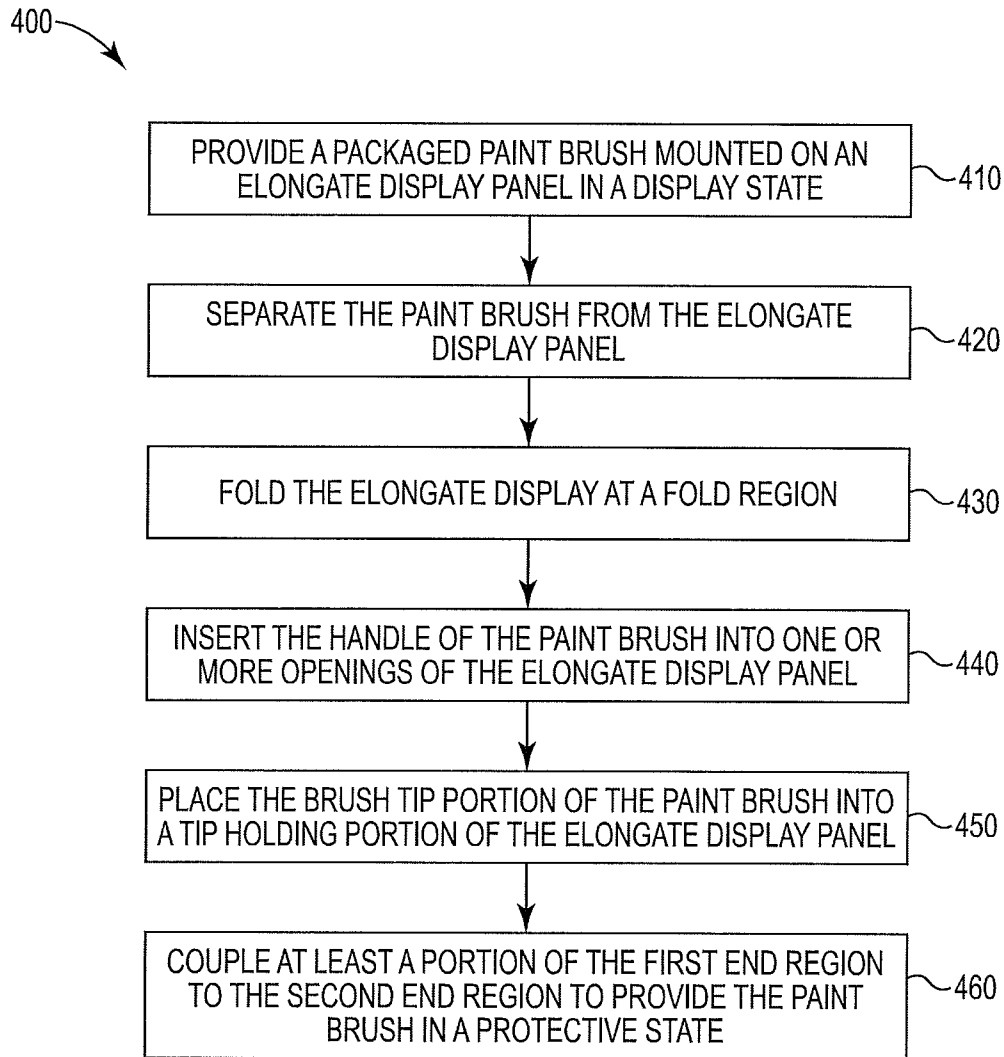 400
PROVIDE A PACKAGED PAINT BRUSH MOUNTED ON AN
ELONGATE DISPLAY PANEL IN A DISPLAY STATE
410
SEPARATE THE PAINT BRUSH FROM THE ELONGATE
DISPLAY PANEL
420
FOLD THE ELONGATE DISPLAY AT A FOLD REGION
430
INSERT THE HANDLE OF THE PAINT BRUSH INTO ONE OR
MORE OPENINGS OF THE ELONGATE DISPLAY PANEL
440
PLACE THE BRUSH TIP PORTION OF THE PAINT BRUSH INTO
A TIP HOLDING PORTION OF THE ELONGATE DISPLAY PANEL
450
COUPLE AT LEAST A PORTION OF THE FIRST END REGION
TO THE SECOND END REGION TO PROVIDE THE PAINT
BRUSH IN A PROTECTIVE STATE
460